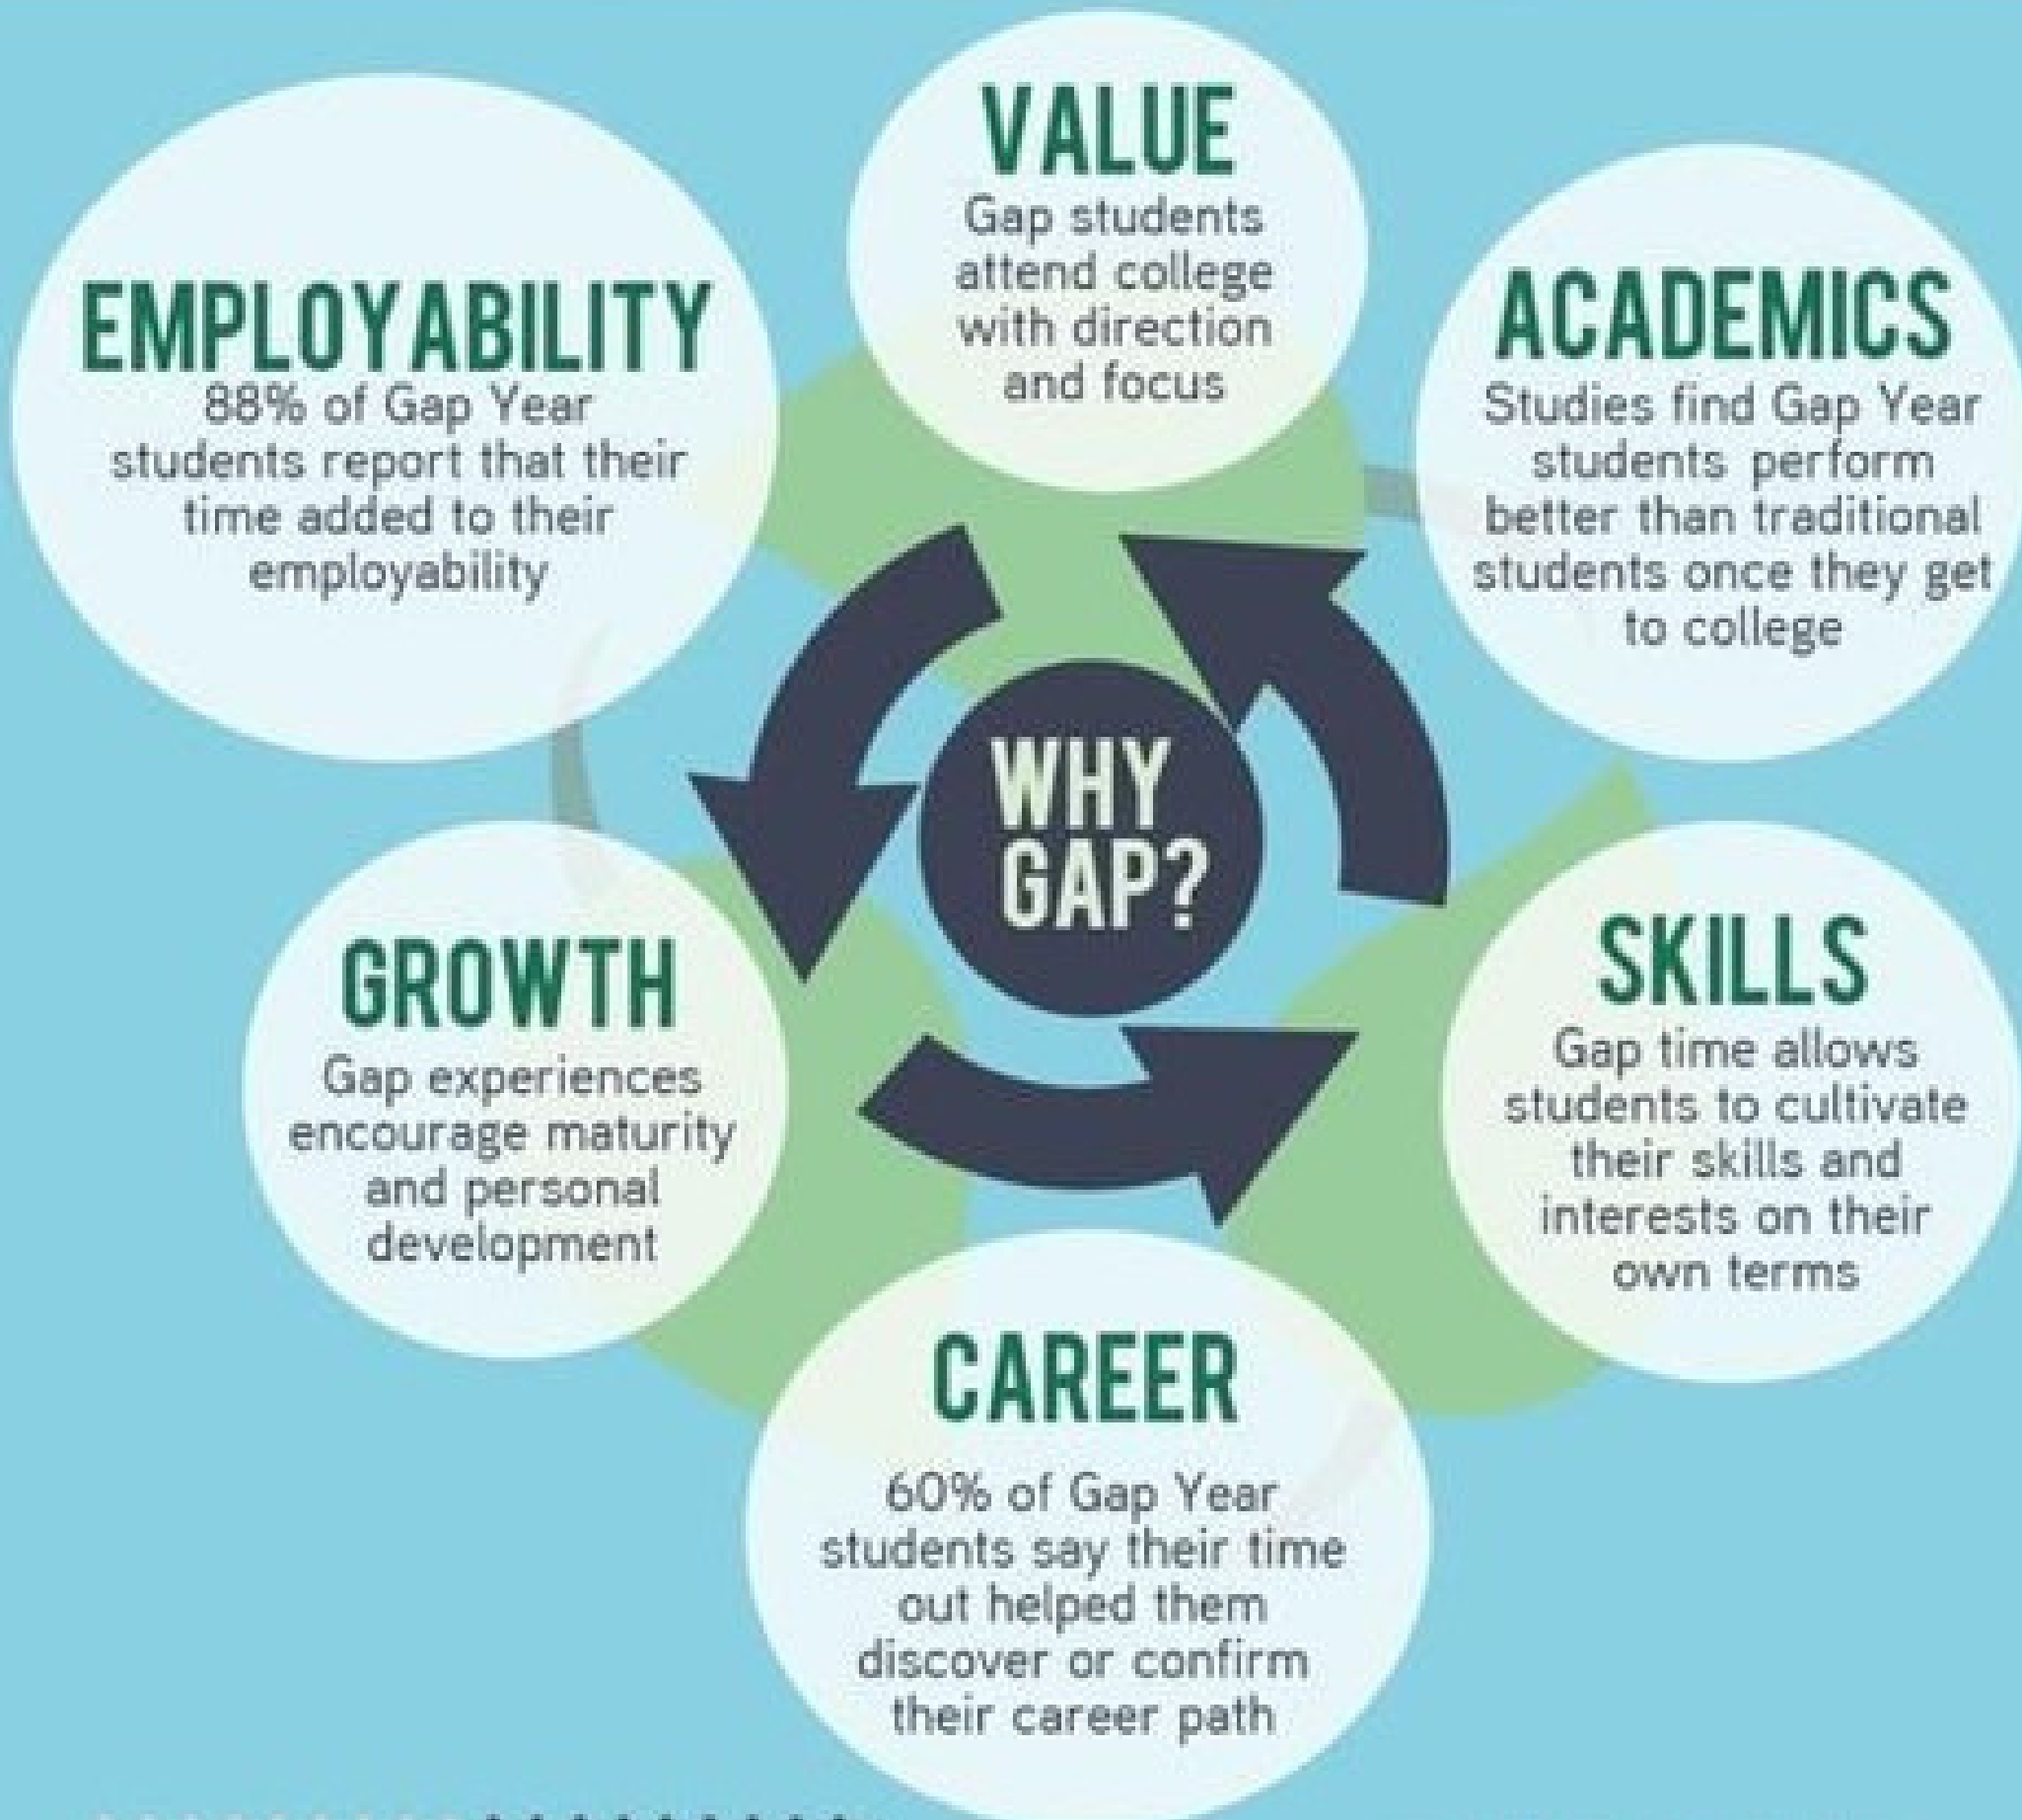 VALUE
Gap students
attend college
with direction
and focus
EMPLOYABILITY
88% of Gap Year
students report that their
time added to their
employability
ACADEMICS
Studies find Gap Year
students perform
better than traditional
students once they get
to college
WHY
GAP?
GROWTH
Gap experiences
encourage maturity
and personal
development
SKILLS
Gap time allows
students to cultivate
their skills and
interests on their
own terms
CAREER
60% of Gap Year
students say their time
out helped them
discover or confirm
their career path